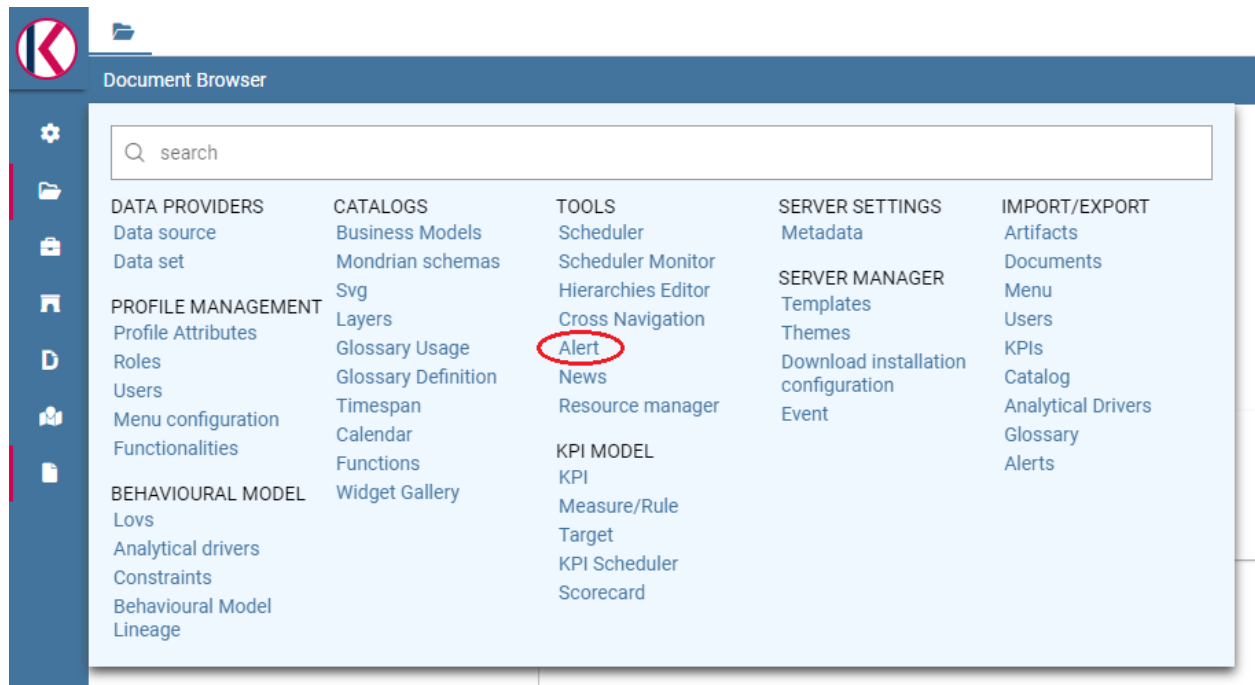 Document Browser
search
DATA PROVIDERS
Data source
Data set
PROFILE MANAGEMENT
Profile Attributes
Roles
Users
Menu configuration
Functionalities
BEHAVIOURAL MODEL
Lovs
Analytical drivers
Constraints
Behavioural Model
Lineage
CATALOGS
Business Models
Mondrian schemas
Svg
Layers
Glossary Usage
Glossary Definition
Timespan
Calendar
Functions
Widget Gallery
TOOLS
Scheduler
Scheduler Monitor
Hierarchies Editor
Cross Navigation
Alert
News
Resource manager
KPI MODEL
KPI
Measure/Rule
Target
KPI Scheduler
Scorecard
SERVER SETTINGS
Metadata
SERVER MANAGER
Templates
Themes
Download installation
configuration
Event
IMPORT/EXPORT
Artifacts
Documents
Menu
Users
KPIs
Catalog
Analytical Drivers
Glossary
Alerts